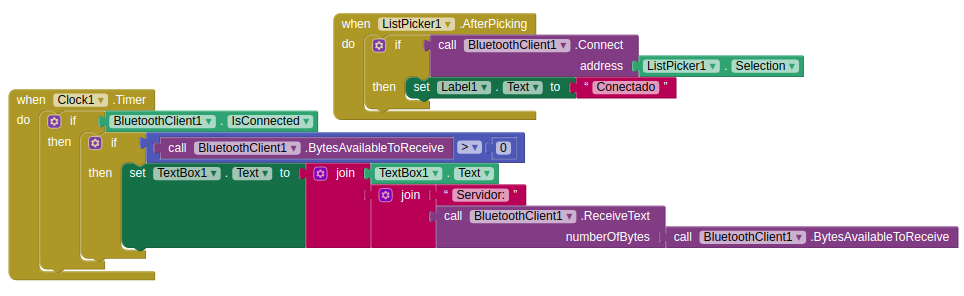 when ListPicker1 .AfterPicking
do if call BluetoothClient1 .Connect
address ListPicker1 . Selection
then set Label1 . Text to “ Conectado ”
when Clock1 .Timer
do if BluetoothClient1 . IsConnected
then if call BluetoothClient1 .BytesAvailableToReceive > 0
then set TextBox1 . Text to join TextBox1 . Text
join “ Servidor: ”
call BluetoothClient1 .ReceiveText
numberOfBytes call BluetoothClient1 .BytesAvailableToReceive